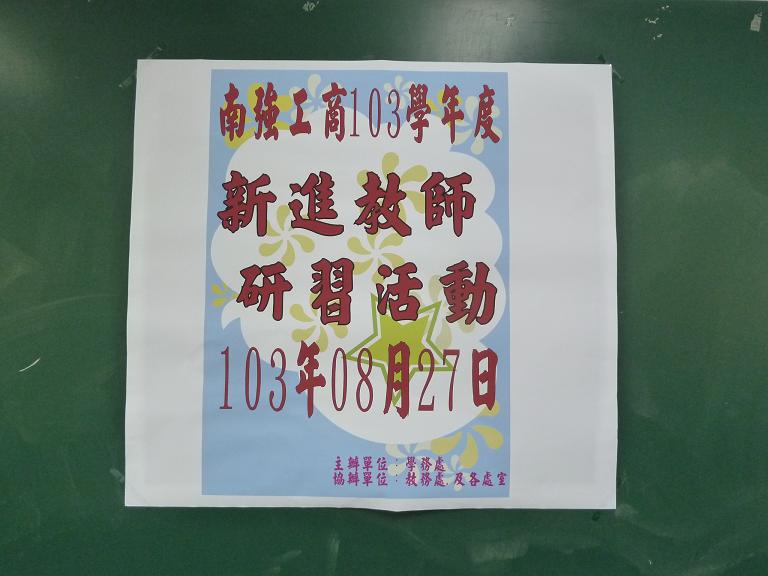 南強工商103學年度
新進教師
研習活動
103年08月27日
主辦單位：學務處
協辦單位：教務處,及各處室